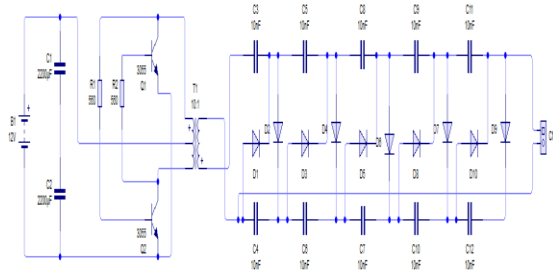 C3
10nF
C5
10nF
C8
10nF
C9
10nF
C11
10nF
C1
2200µF
3055
Q1
R1
560
R2
560
T1
10:1
B1
12V
D2
D4
D6
D7
D9
D1
D3
D5
D8
D10
C2
2200µF
3055
Q2
C4
10nF
C6
10nF
C7
10nF
C10
10nF
C12
10nF